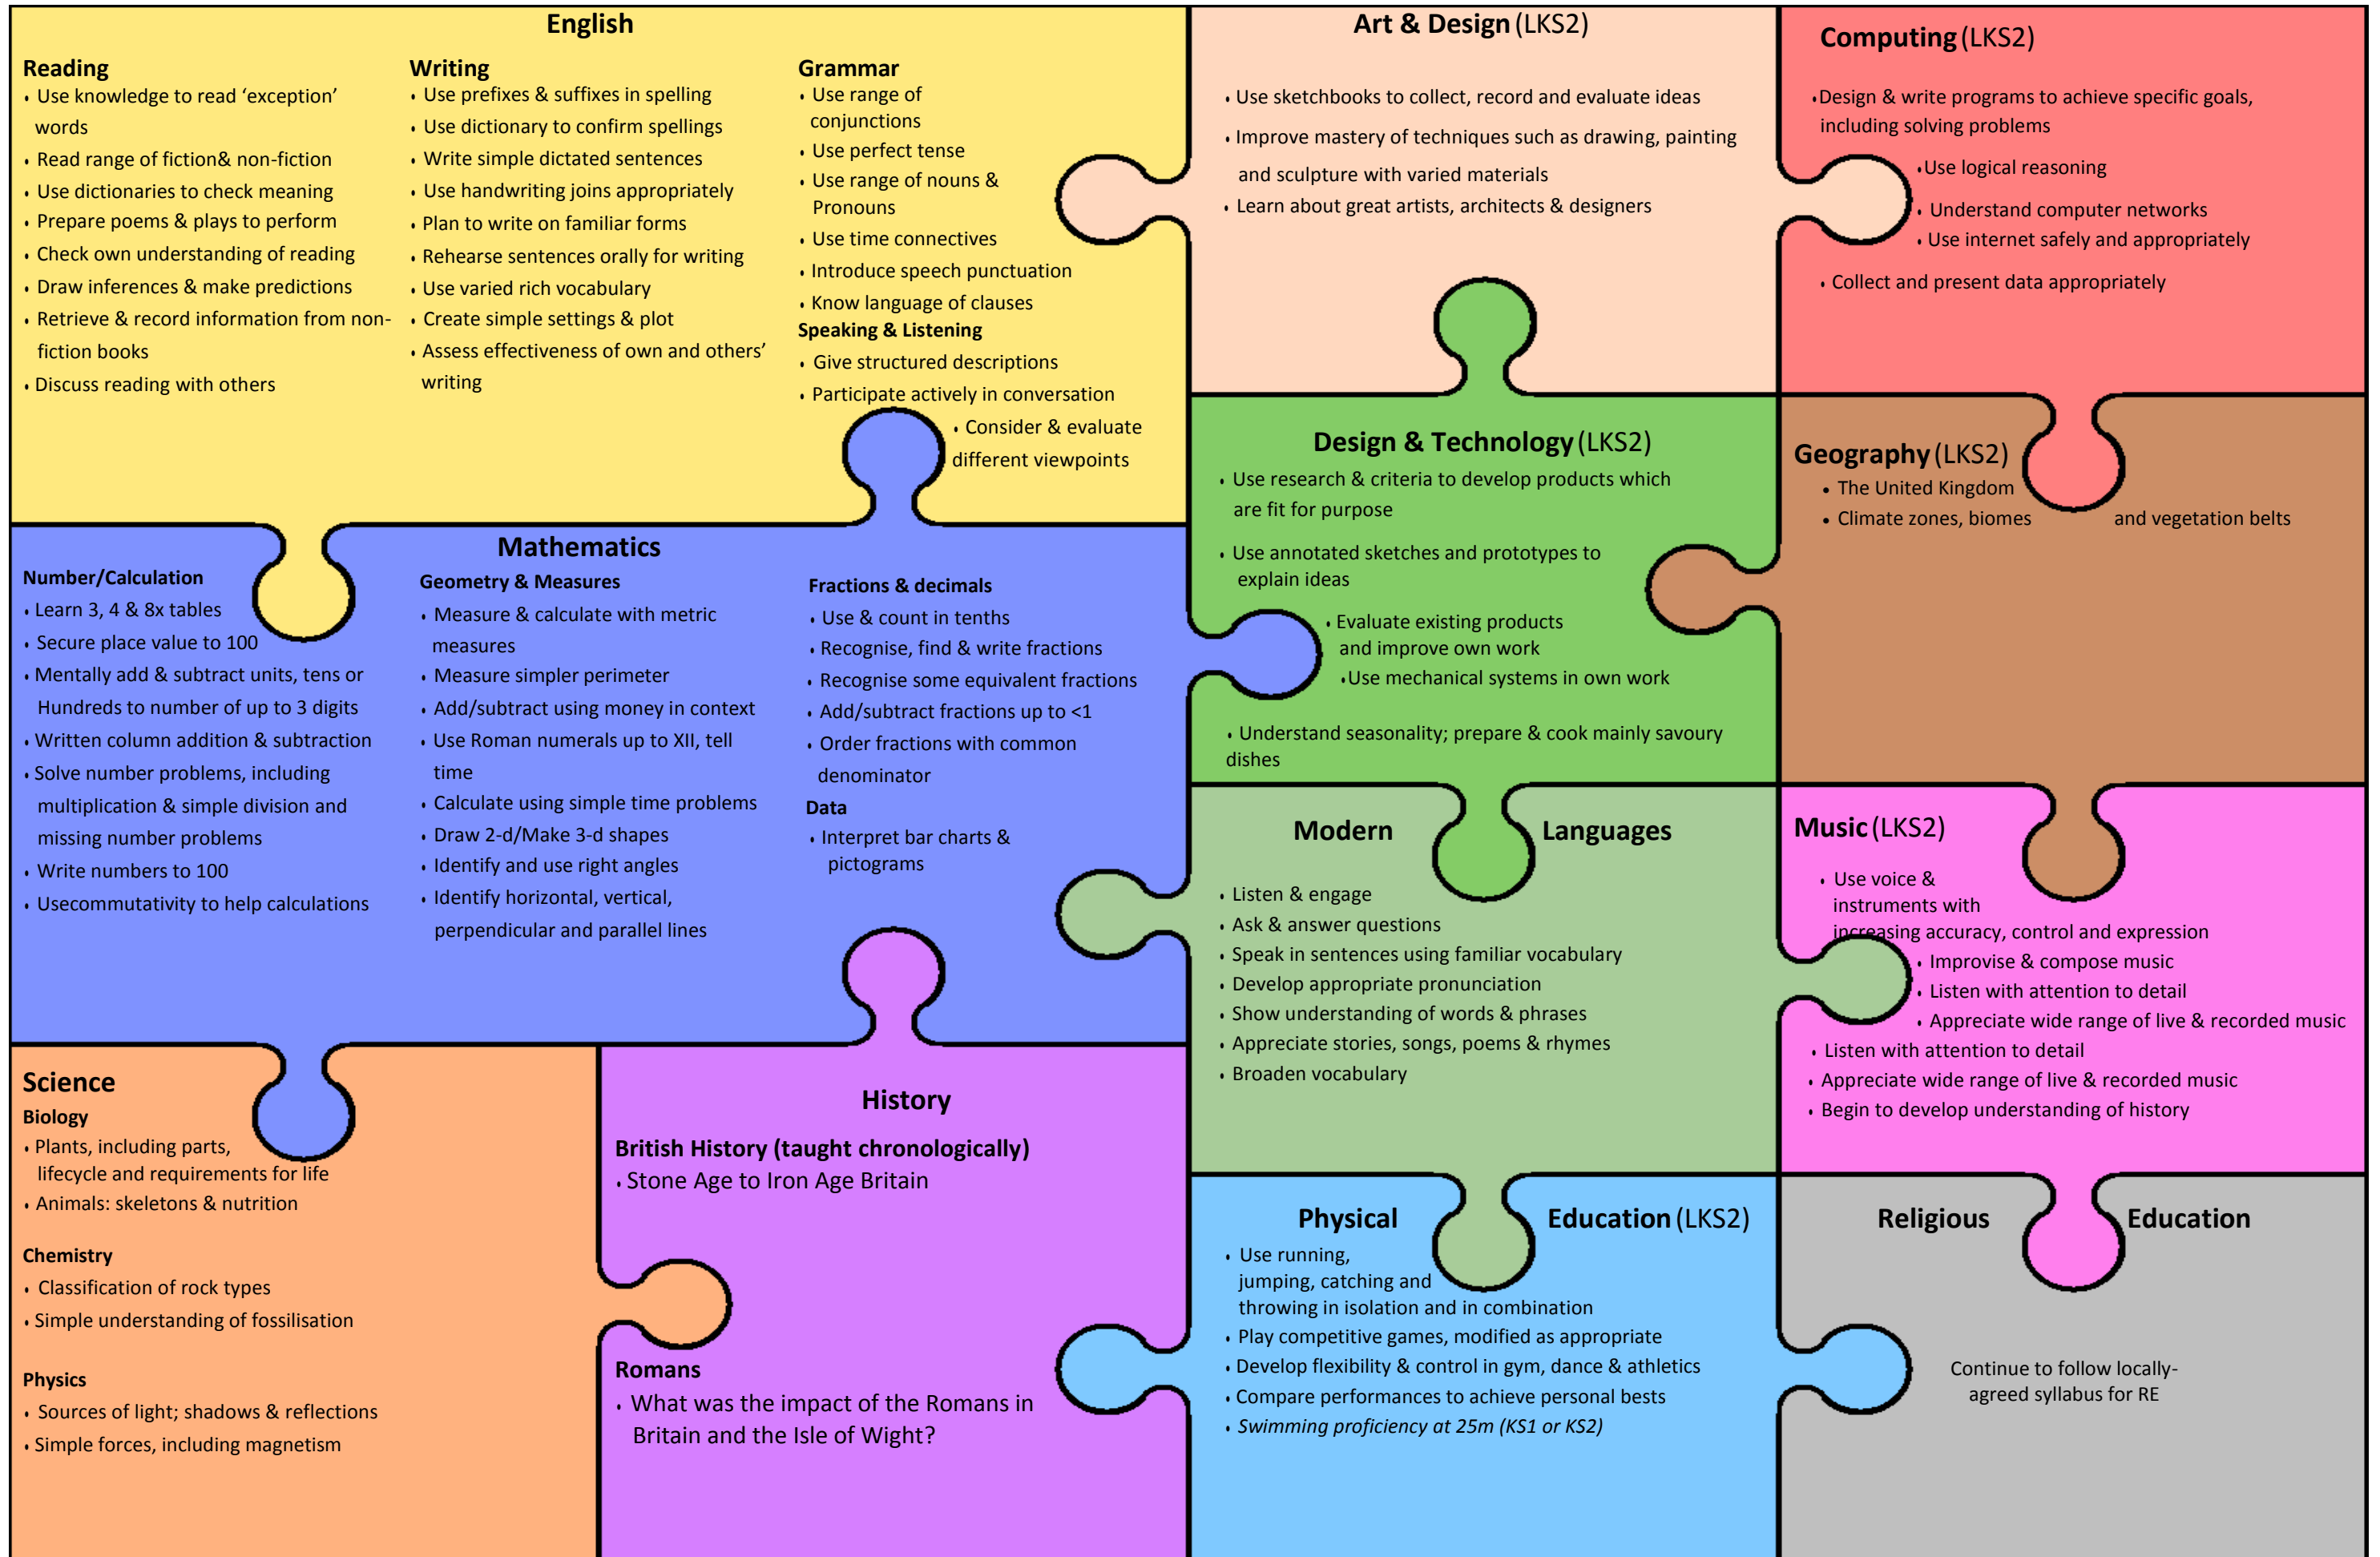 English
Reading
• Use knowledge to read ‘exception’
words
• Read range of fiction& non-fiction
• Use dictionaries to check meaning
• Prepare poems & plays to perform
• Check own understanding of reading
• Draw inferences & make predictions
• Retrieve & record information from non-
fiction books
• Discuss reading with others
Writing
• Use prefixes & suffixes in spelling
• Use dictionary to confirm spellings
• Write simple dictated sentences
• Use handwriting joins appropriately
• Plan to write on familiar forms
• Rehearse sentences orally for writing
• Use varied rich vocabulary
• Create simple settings & plot
• Assess effectiveness of own and others’
writing
Grammar
• Use range of
conjunctions
• Use perfect tense
• Use range of nouns &
Pronouns
• Use time connectives
• Introduce speech punctuation
• Know language of clauses
Speaking & Listening
• Give structured descriptions
• Participate actively in conversation
• Consider & evaluate
different viewpoints
Art & Design (LKS2)
• Use sketchbooks to collect, record and evaluate ideas
• Improve mastery of techniques such as drawing, painting
and sculpture with varied materials
• Learn about great artists, architects & designers
Computing (LKS2)
• Design & write programs to achieve specific goals,
including solving problems
• Use logical reasoning
• Understand computer networks
• Use internet safely and appropriately
• Collect and present data appropriately
Mathematics
Number/Calculation
• Learn 3, 4 & 8x tables
• Secure place value to 100
• Mentally add & subtract units, tens or
Hundreds to number of up to 3 digits
• Written column addition & subtraction
• Solve number problems, including
multiplication & simple division and
missing number problems
• Write numbers to 100
• Usecommutativity to help calculations
Geometry & Measures
• Measure & calculate with metric
measures
• Measure simpler perimeter
• Add/subtract using money in context
• Use Roman numerals up to XII, tell
time
• Calculate using simple time problems
• Draw 2-d/Make 3-d shapes
• Identify and use right angles
• Identify horizontal, vertical,
perpendicular and parallel lines
Fractions & decimals
• Use & count in tenths
• Recognise, find & write fractions
• Recognise some equivalent fractions
• Add/subtract fractions up to <1
• Order fractions with common
denominator
Data
• Interpret bar charts &
pictograms
Design & Technology (LKS2)
• Use research & criteria to develop products which
are fit for purpose
• Use annotated sketches and prototypes to
explain ideas
• Evaluate existing products
and improve own work
• Use mechanical systems in own work
• Understand seasonality; prepare & cook mainly savoury
dishes
Geography (LKS2)
• The United Kingdom
• Climate zones, biomes and vegetation belts
Modern Languages
• Listen & engage
• Ask & answer questions
• Speak in sentences using familiar vocabulary
• Develop appropriate pronunciation
• Show understanding of words & phrases
• Appreciate stories, songs, poems & rhymes
• Broaden vocabulary
Music (LKS2)
• Use voice &
instruments with
increasing accuracy, control and expression
• Improvise & compose music
• Listen with attention to detail
• Appreciate wide range of live & recorded music
• Listen with attention to detail
• Appreciate wide range of live & recorded music
• Begin to develop understanding of history
Science
Biology
• Plants, including parts,
lifecycle and requirements for life
• Animals: skeletons & nutrition
Chemistry
• Classification of rock types
• Simple understanding of fossilisation
Physics
• Sources of light; shadows & reflections
• Simple forces, including magnetism
History
British History (taught chronologically)
• Stone Age to Iron Age Britain
Romans
• What was the impact of the Romans in
Britain and the Isle of Wight?
Physical Education (LKS2)
• Use running,
jumping, catching and
throwing in isolation and in combination
• Play competitive games, modified as appropriate
• Develop flexibility & control in gym, dance & athletics
• Compare performances to achieve personal bests
• Swimming proficiency at 25m (KS1 or KS2)
Religious Education
Continue to follow locally-
agreed syllabus for RE